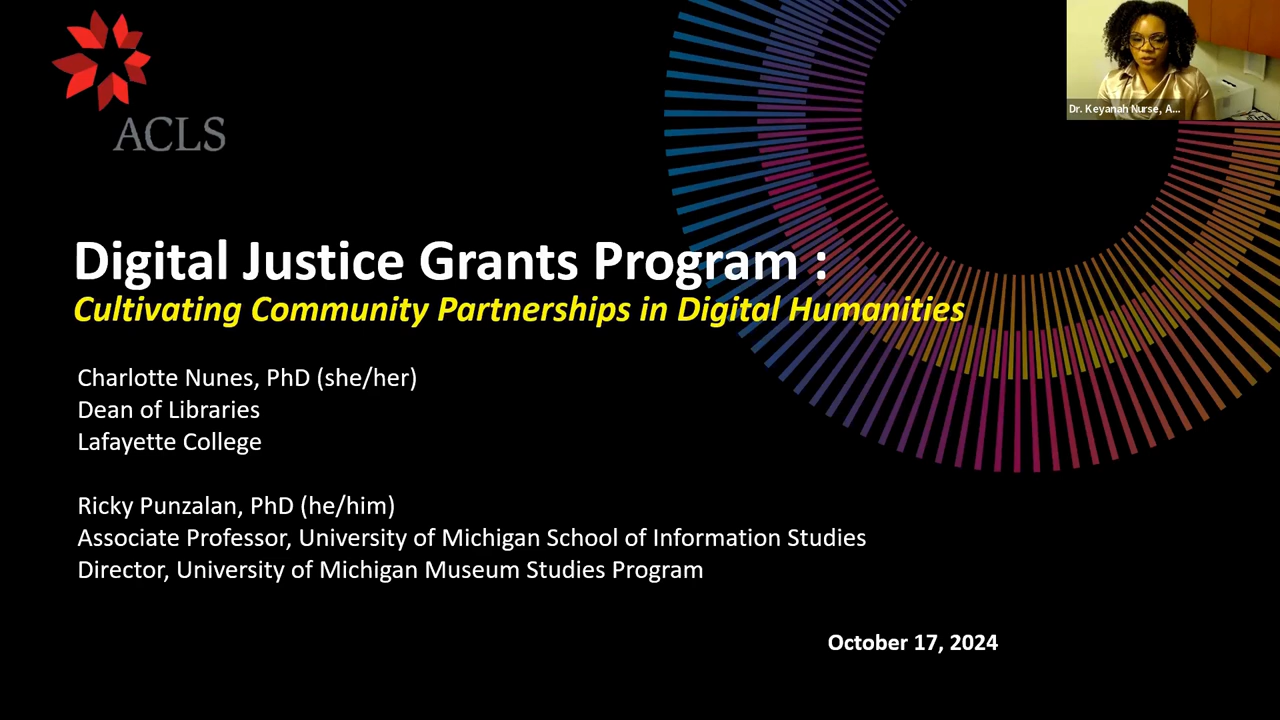 ACLS
Dr. Keyanah Nurse, A...
Digital Justice Grants Program :
Cultivating Community Partnerships in Digital Humanities
Charlotte Nunes, PhD (she/her)
Dean of Libraries
Lafayette College
Ricky Punzalan, PhD (he/him)
Associate Professor, University of Michigan School of Information Studies
Director, University of Michigan Museum Studies Program
October 17, 2024